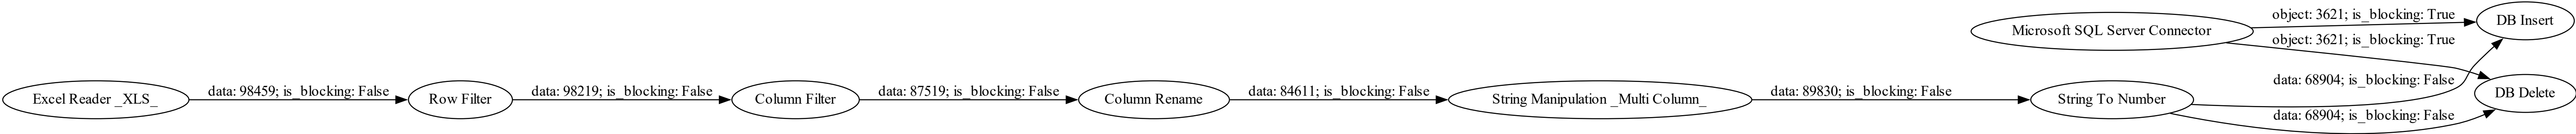 Microsoft SQL Server Connector
object: 3621; is_blocking: True
DB Insert
object: 3621; is_blocking: True
Excel Reader _XLS_
data: 98459; is_blocking: False
Row Filter
data: 98219; is_blocking: False
Column Filter
data: 87519; is_blocking: False
Column Rename
data: 84611; is_blocking: False
String Manipulation _Multi Column_
data: 89830; is_blocking: False
String To Number
data: 68904; is_blocking: False
DB Delete
data: 68904; is_blocking: False